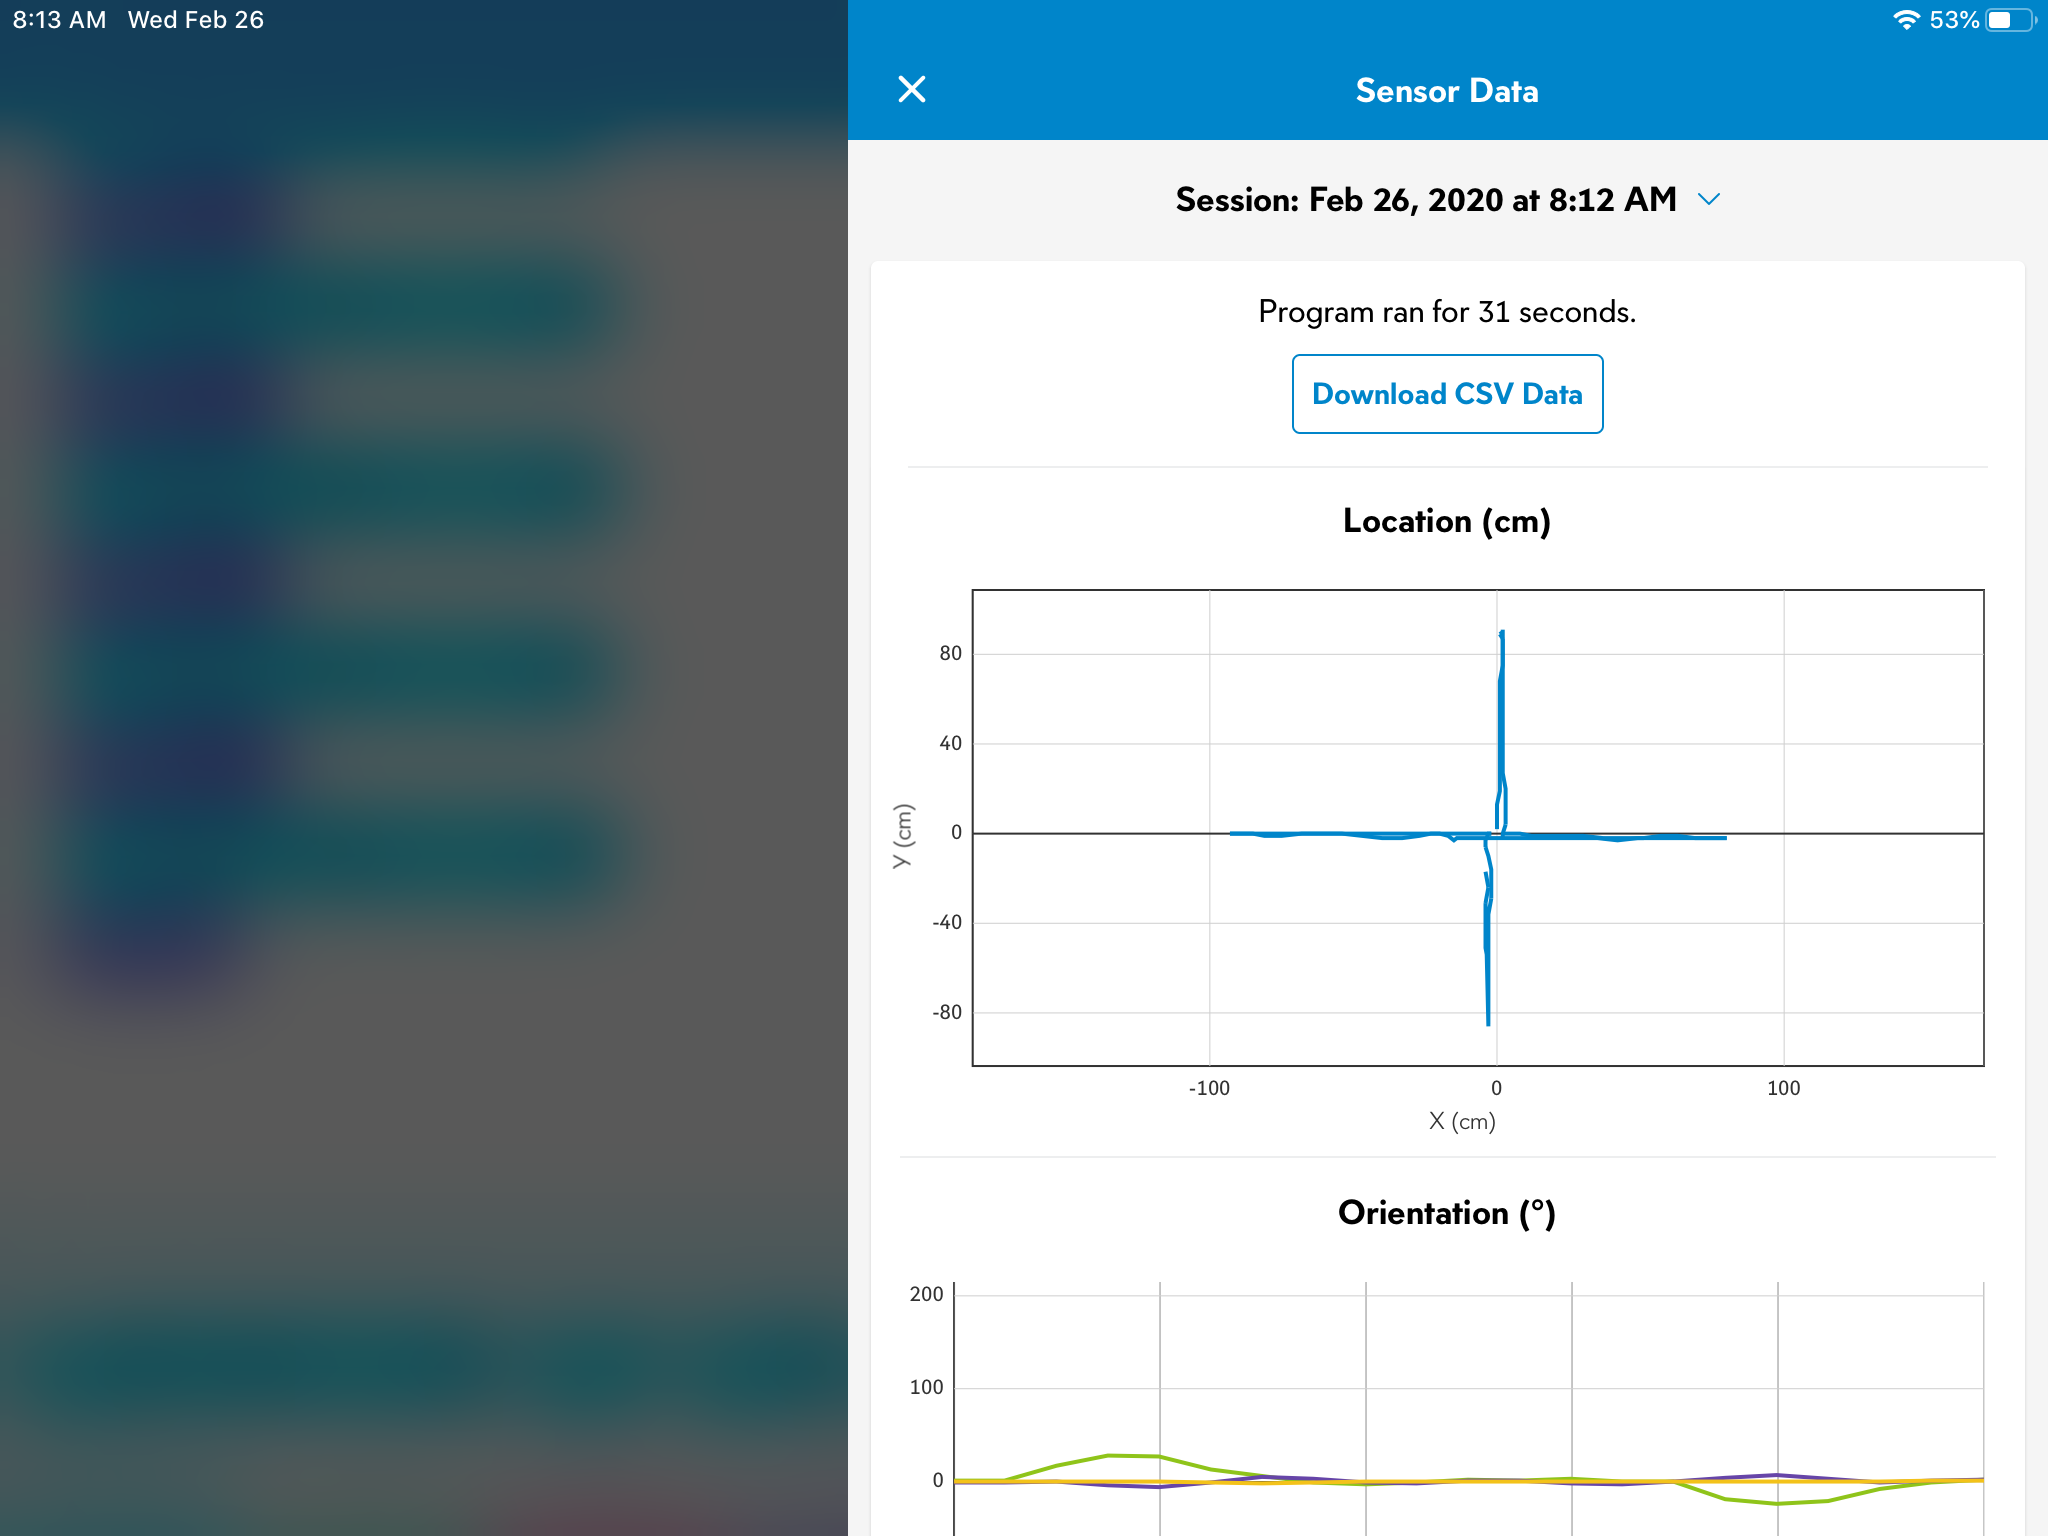 8:13 AM Wed Feb 26
53%
Sensor Data
Session: Feb 26, 2020 at 8:12 AM
Program ran for 31 seconds.
Download CSV Data
Location (cm)
80
40
0
-40
-80
Y (cm)
-100 0 100
X (cm)
Orientation (°)
200
100
0